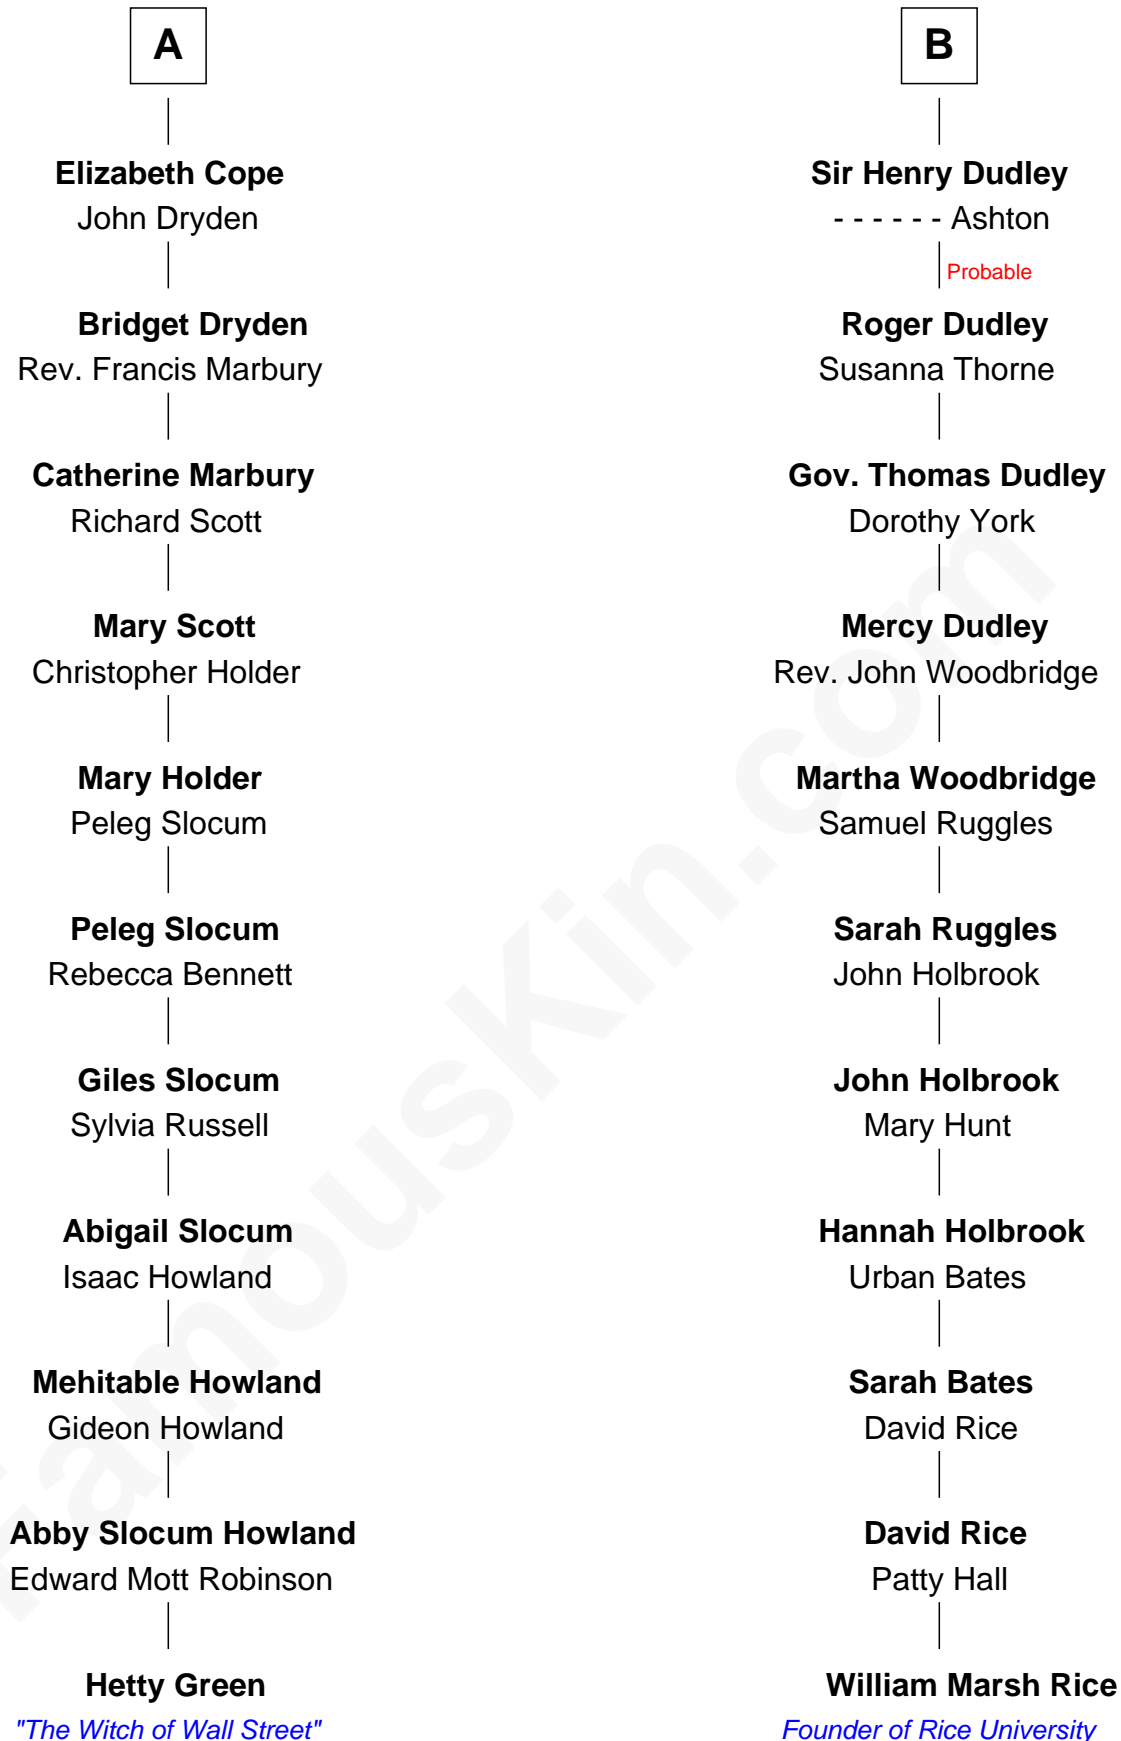 A
Elizabeth Cope
John Dryden
Bridget Dryden
Rev. Francis Marbury
Catherine Marbury
Richard Scott
Mary Scott
Christopher Holder
Mary Holder
Peleg Slocum
Peleg Slocum
Rebecca Bennett
Giles Slocum
Sylvia Russell
Abigail Slocum
Isaac Howland
Mehitable Howland
Gideon Howland
Abby Slocum Howland
Edward Mott Robinson
Hetty Green
"The Witch of Wall Street"
B
Sir Henry Dudley
- - - - - - Ashton
Probable
Roger Dudley
Susanna Thorne
Gov. Thomas Dudley
Dorothy York
Mercy Dudley
Rev. John Woodbridge
Martha Woodbridge
Samuel Ruggles
Sarah Ruggles
John Holbrook
John Holbrook
Mary Hunt
Hannah Holbrook
Urban Bates
Sarah Bates
David Rice
David Rice
Patty Hall
William Marsh Rice
Founder of Rice University
FamousKin.com